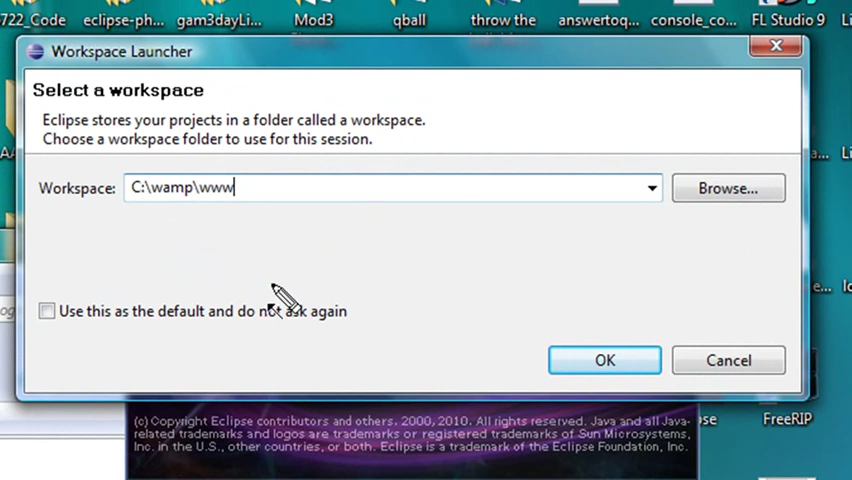 722_Code eclipse-ph... gam3dayLi... Mod3 qball throw the answertoq... console_co... FL Studio 9
Workspace Launcher
Select a workspace
Eclipse stores your projects in a folder called a workspace.
Choose a workspace folder to use for this session.
Workspace: C:\wamp\www Browse...
Use this as the default and do not ask again
OK Cancel
FreeRIP
(c) Copyright Eclipse contributors and others. 2000, 2010. All rights reserved. Java and all Java-
related trademarks and logos are trademarks or registered trademarks of Sun Microsystems,
Inc. in the U.S., other countries, or both. Eclipse is a trademark of the Eclipse Foundation, Inc.